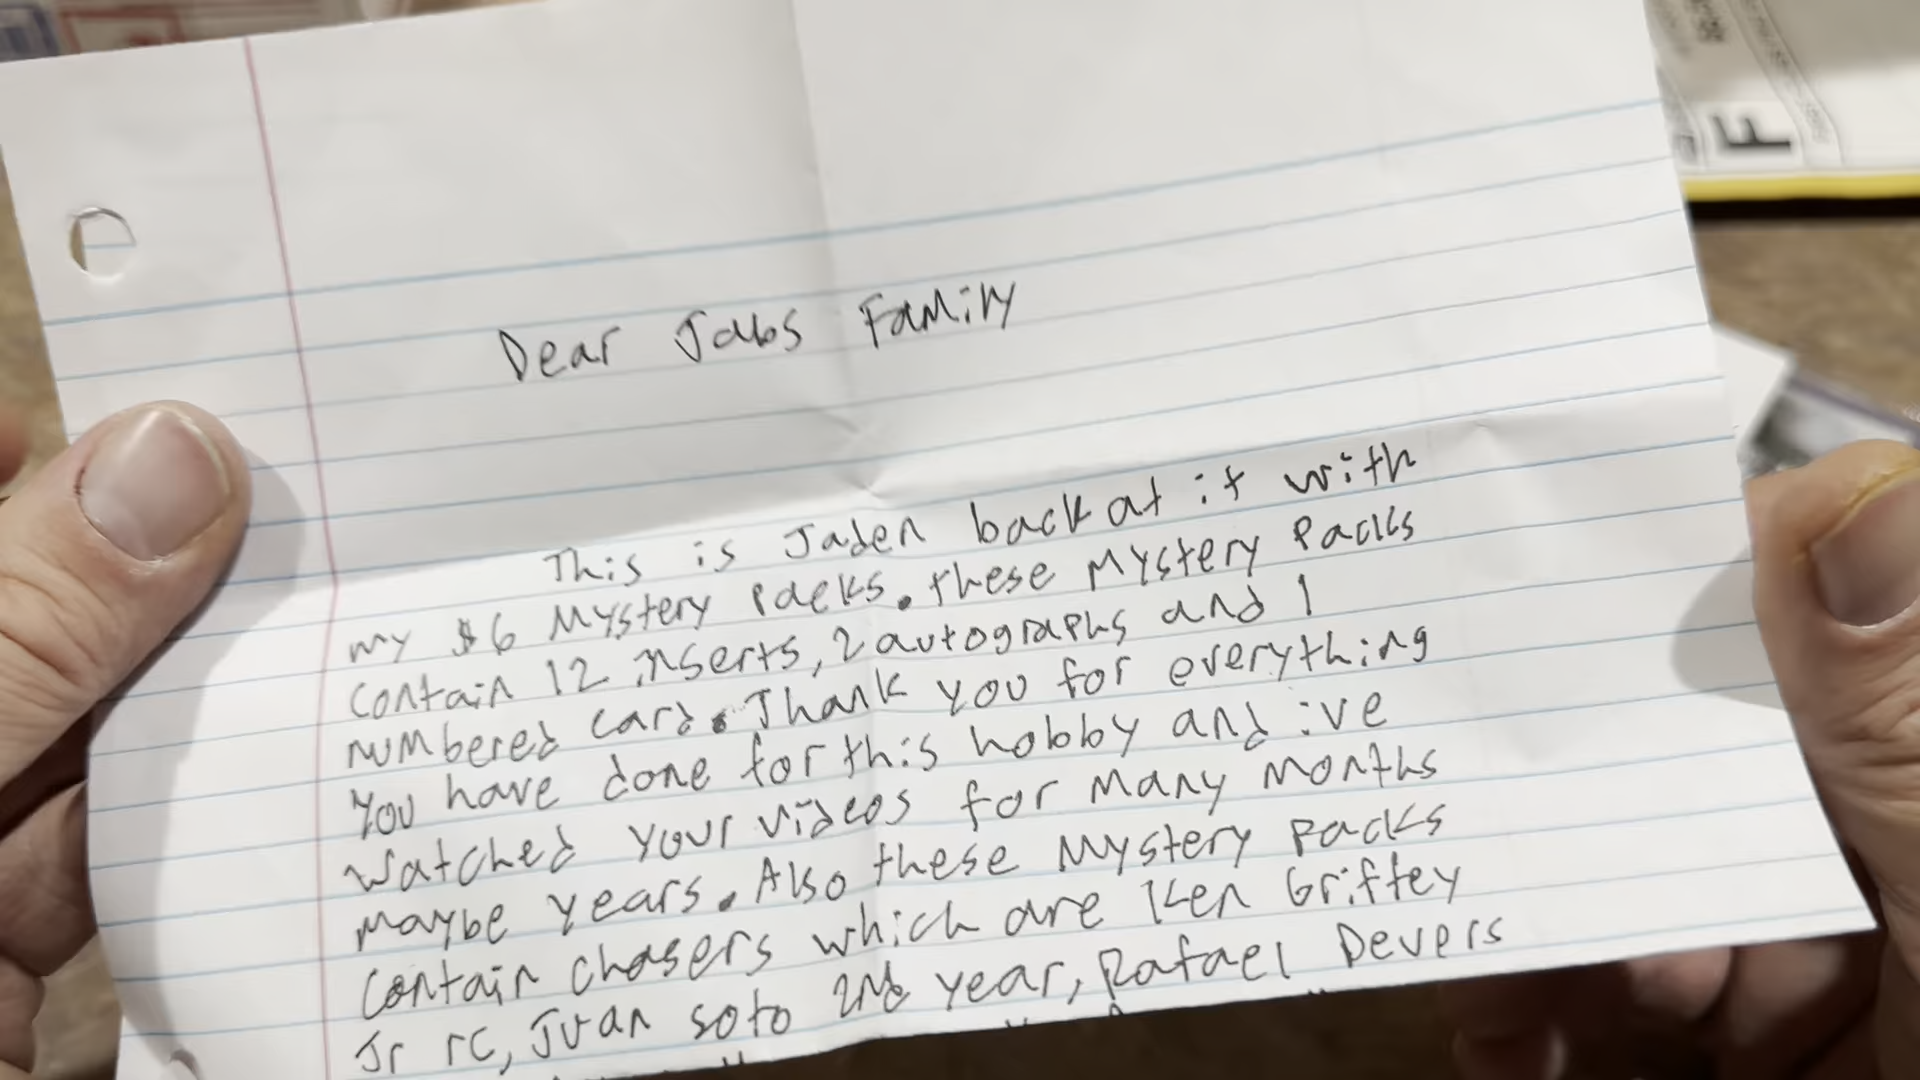 Dear Jabs Family
This is Jaden back at it with
my $6 Mystery Packs. these Mystery Packs
contain 12 inserts, 2 autographs and 1
numbered card. Thank you for everything
You have done for this hobby and ive
watched your videos for many months
maybe years. Also these Mystery packs
contain chasers which are Ken Griffey
Jr rc, Juan soto 2nd year, Rafael Devers
F